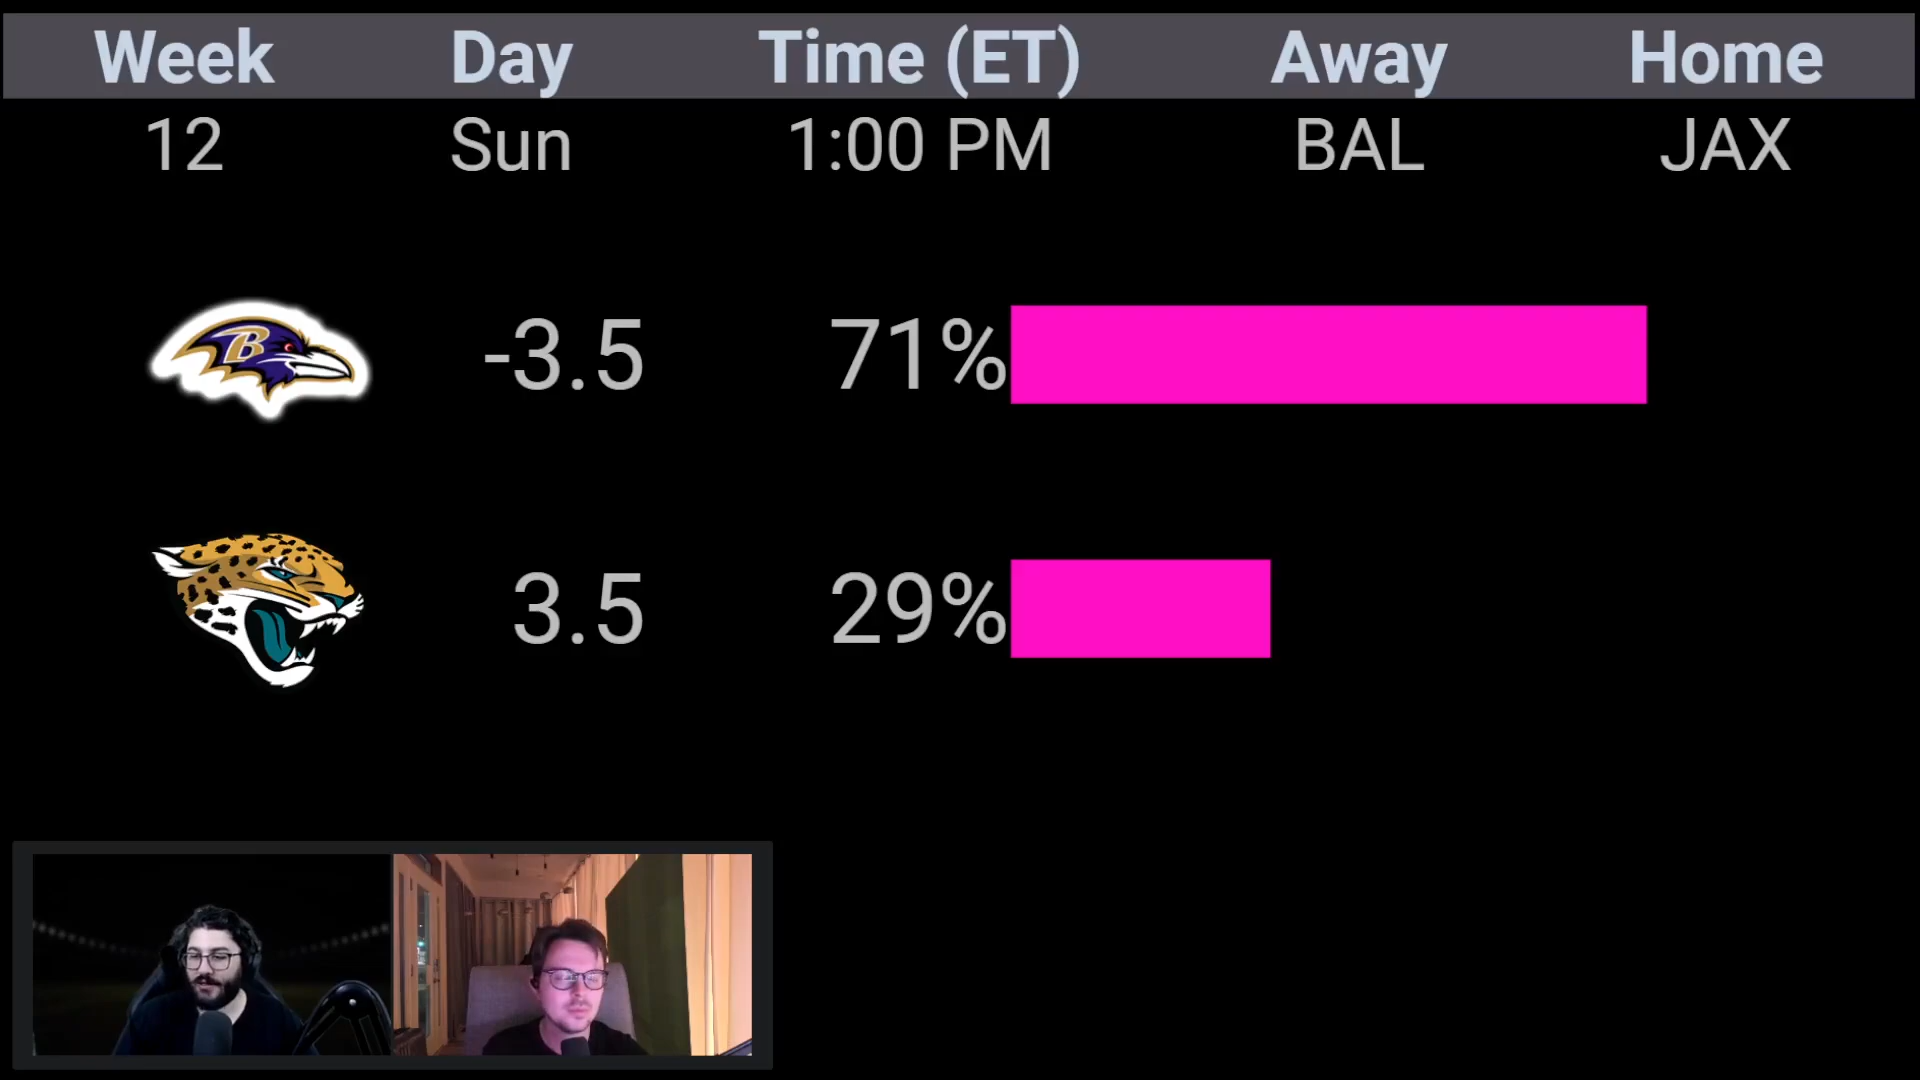 Week Day Time (ET) Away Home
12 Sun 1:00 PM BAL JAX
B
-3.5 71%
3.5 29%